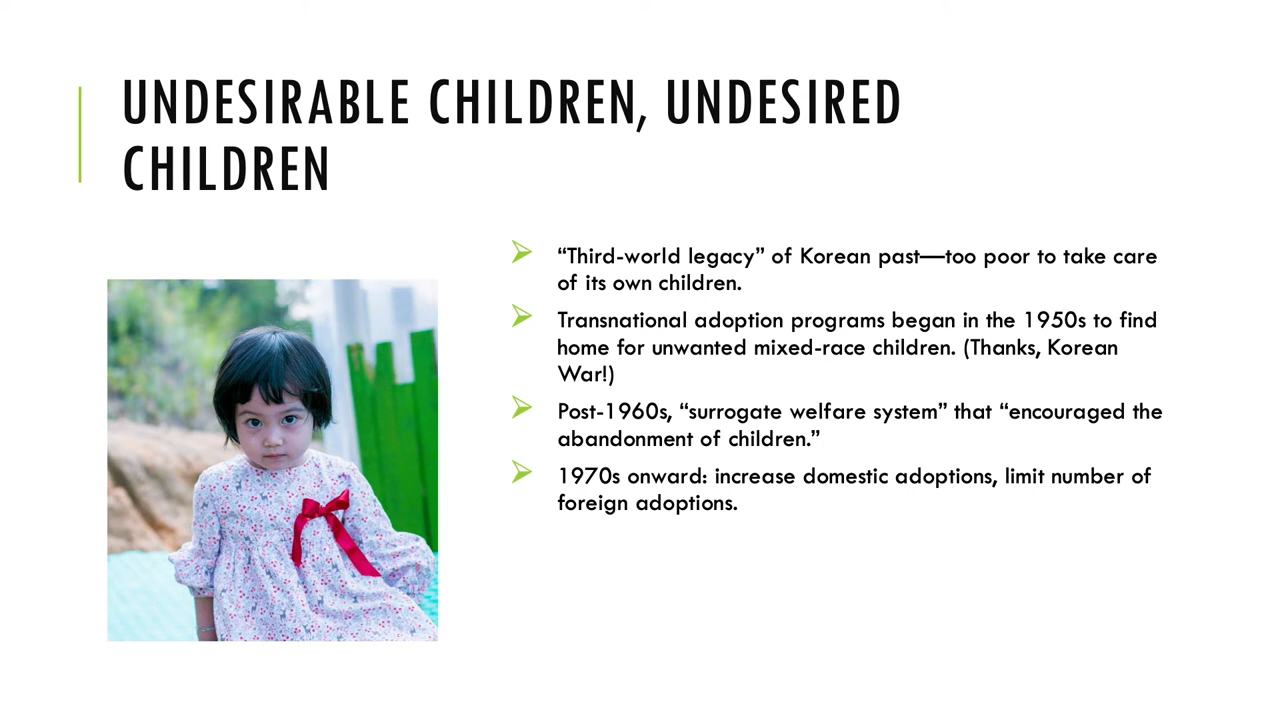 UNDESIRABLE CHILDREN, UNDESIRED
CHILDREN
“Third-world legacy” of Korean past—too poor to take care
of its own children.
Transnational adoption programs began in the 1950s to find
home for unwanted mixed-race children. (Thanks, Korean
War!)
Post-1960s, “surrogate welfare system” that “encouraged the
abandonment of children.”
1970s onward: increase domestic adoptions, limit number of
foreign adoptions.